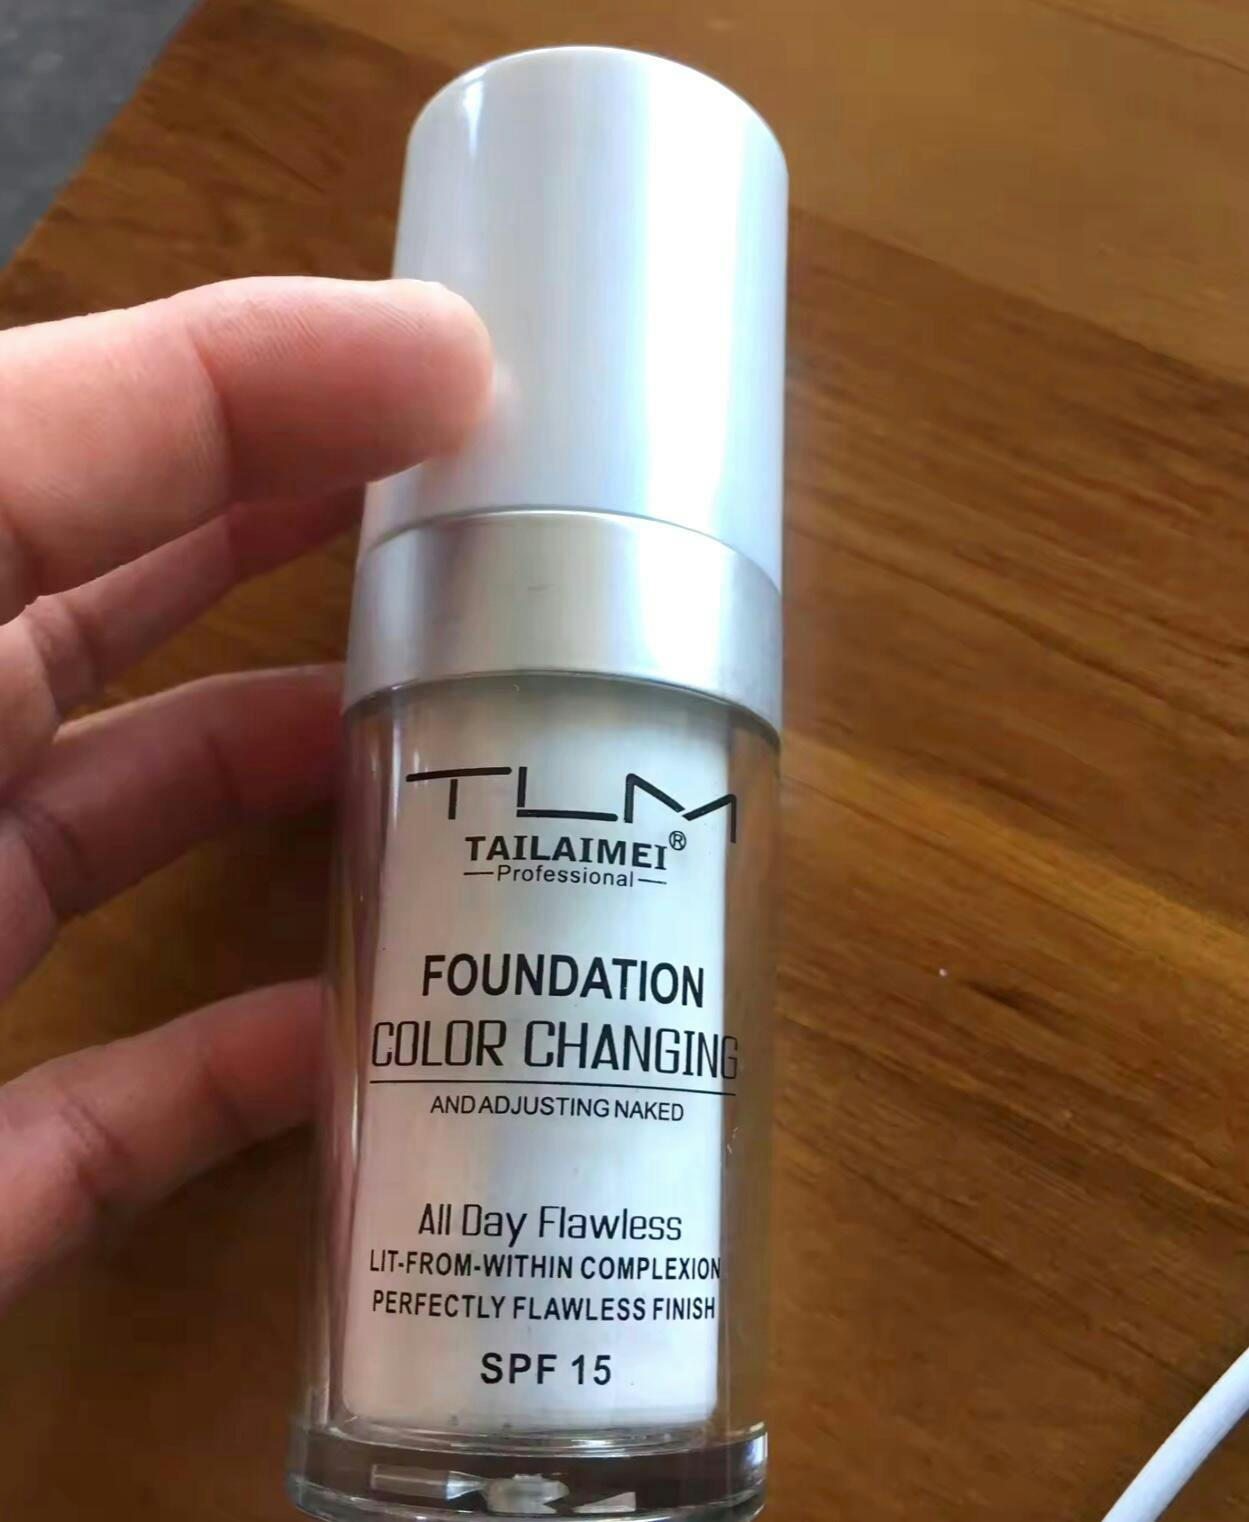 TLM
TAILAIMEI®
Professional
FOUNDATION
COLOR CHANGING
AND ADJUSTING NAKED
All Day Flawless
LIT-FROM-WITHIN COMPLEXION
PERFECTLY FLAWLESS FINISH
SPF 15